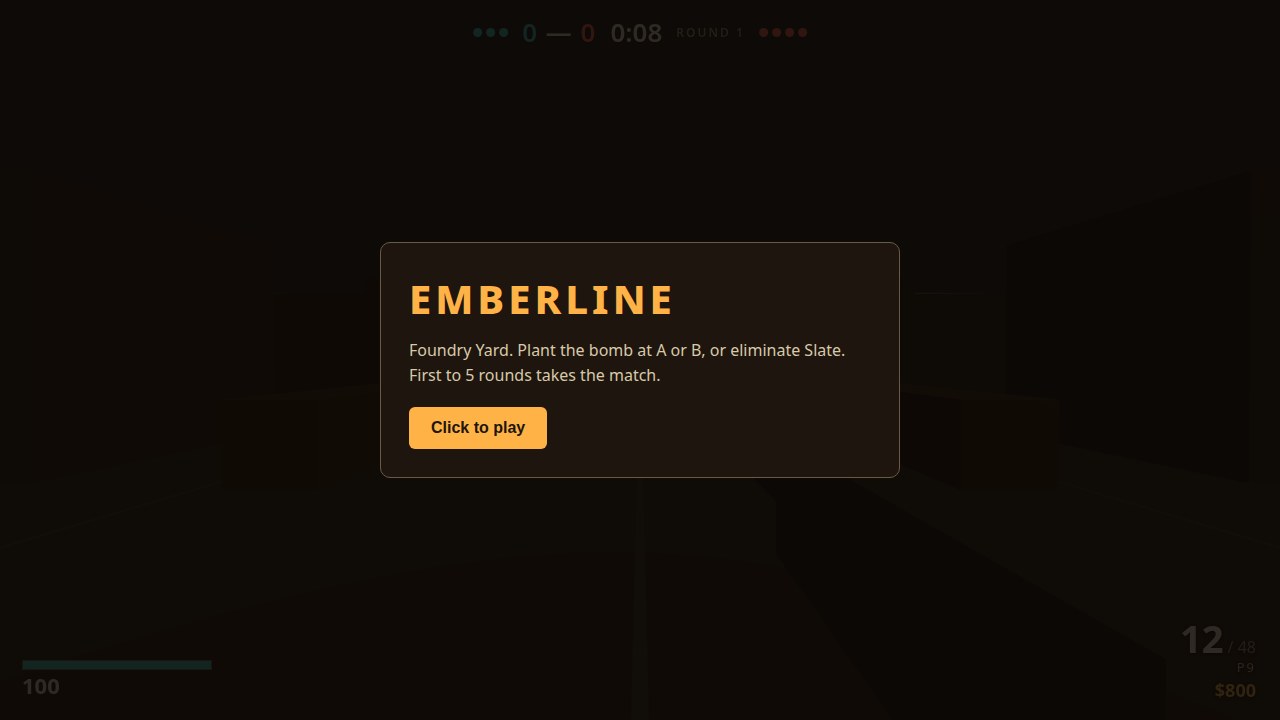 0 — 0 0:08 ROUND 1
EMBERLINE
Foundry Yard. Plant the bomb at A or B, or eliminate Slate.
First to 5 rounds takes the match.
Click to play
100
12 / 48
P9
$800